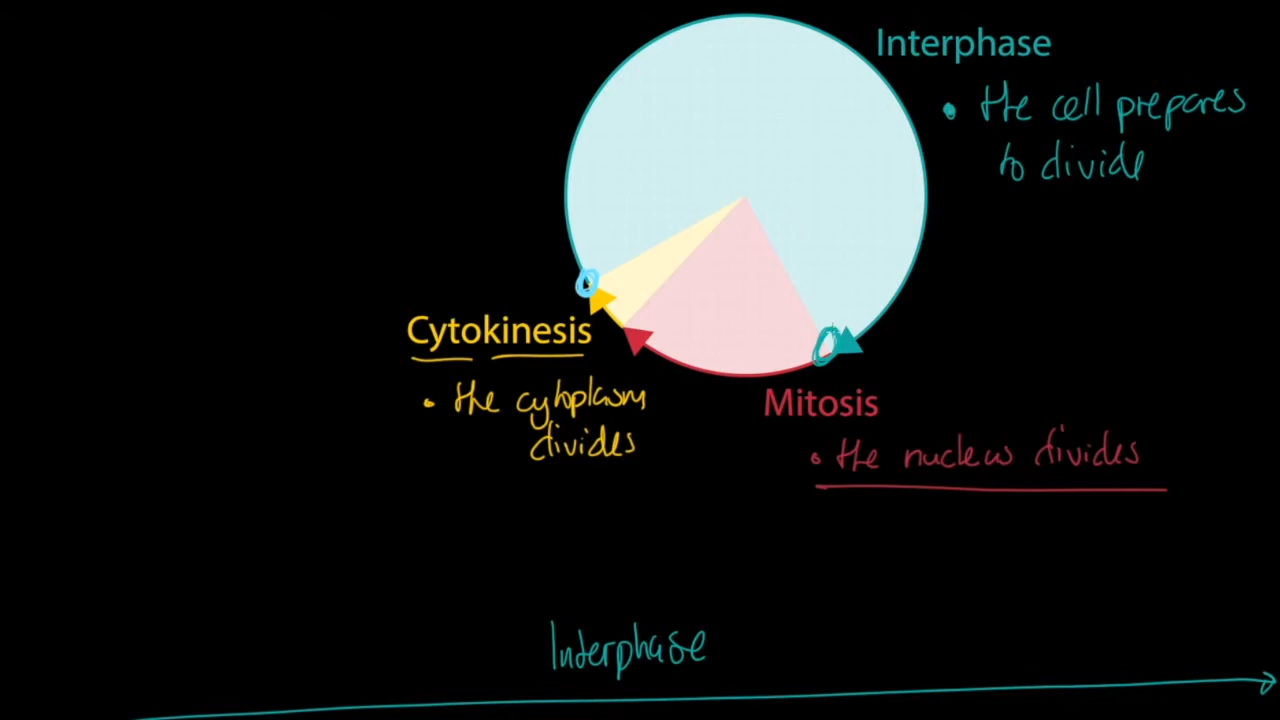 Interphase
• the cell prepares
to divide
Cytokinesis
• the cytoplasm
divides
Mitosis
• the nucleus divides
Interphase